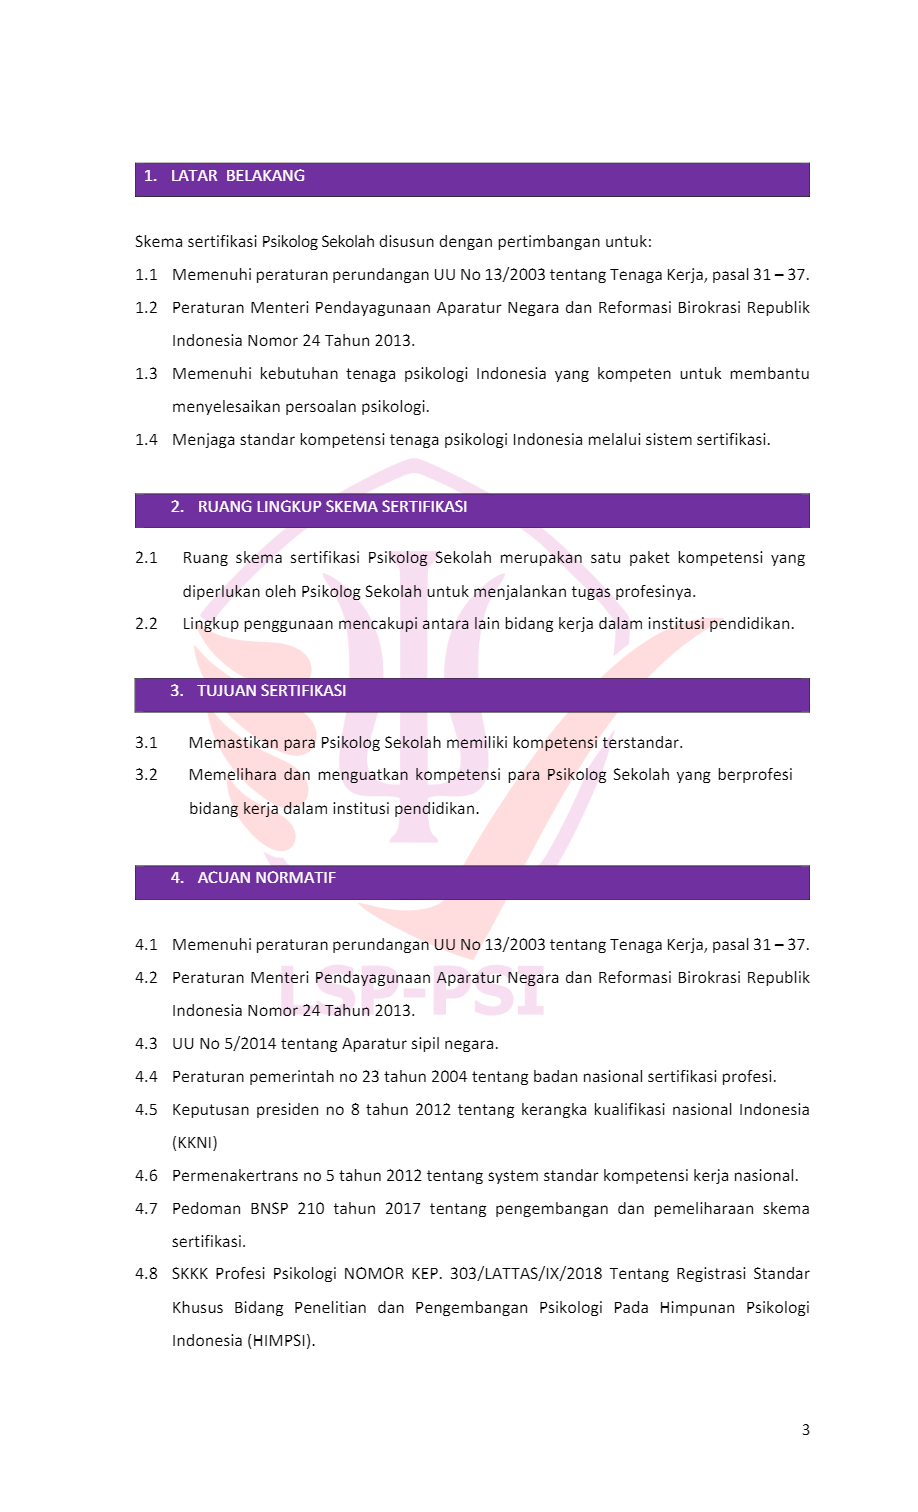 1. LATAR BELAKANG
Skema sertifikasi Psikolog Sekolah disusun dengan pertimbangan untuk:
1.1 Memenuhi peraturan perundangan UU No 13/2003 tentang Tenaga Kerja, pasal 31 – 37.
1.2 Peraturan Menteri Pendayagunaan Aparatur Negara dan Reformasi Birokrasi Republik
Indonesia Nomor 24 Tahun 2013.
1.3 Memenuhi kebutuhan tenaga psikologi Indonesia yang kompeten untuk membantu
menyelesaikan persoalan psikologi.
1.4 Menjaga standar kompetensi tenaga psikologi Indonesia melalui sistem sertifikasi.
2. RUANG LINGKUP SKEMA SERTIFIKASI
2.1 Ruang skema sertifikasi Psikolog Sekolah merupakan satu paket kompetensi yang
diperlukan oleh Psikolog Sekolah untuk menjalankan tugas profesinya.
2.2 Lingkup penggunaan mencakupi antara lain bidang kerja dalam institusi pendidikan.
3. TUJUAN SERTIFIKASI
3.1 Memastikan para Psikolog Sekolah memiliki kompetensi terstandar.
3.2 Memelihara dan menguatkan kompetensi para Psikolog Sekolah yang berprofesi
bidang kerja dalam institusi pendidikan.
4. ACUAN NORMATIF
4.1 Memenuhi peraturan perundangan UU No 13/2003 tentang Tenaga Kerja, pasal 31 – 37.
4.2 Peraturan Menteri Pendayagunaan Aparatur Negara dan Reformasi Birokrasi Republik
LSP-PSI
Indonesia Nomor 24 Tahun 2013.
4.3 UU No 5/2014 tentang Aparatur sipil negara.
4.4 Peraturan pemerintah no 23 tahun 2004 tentang badan nasional sertifikasi profesi.
4.5 Keputusan presiden no 8 tahun 2012 tentang kerangka kualifikasi nasional Indonesia
(KKNI)
4.6 Permenakertrans no 5 tahun 2012 tentang system standar kompetensi kerja nasional.
4.7 Pedoman BNSP 210 tahun 2017 tentang pengembangan dan pemeliharaan skema
sertifikasi.
4.8 SKKK Profesi Psikologi NOMOR KEP. 303/LATTAS/IX/2018 Tentang Registrasi Standar
Khusus Bidang Penelitian dan Pengembangan Psikologi Pada Himpunan Psikologi
Indonesia (HIMPSI).
3